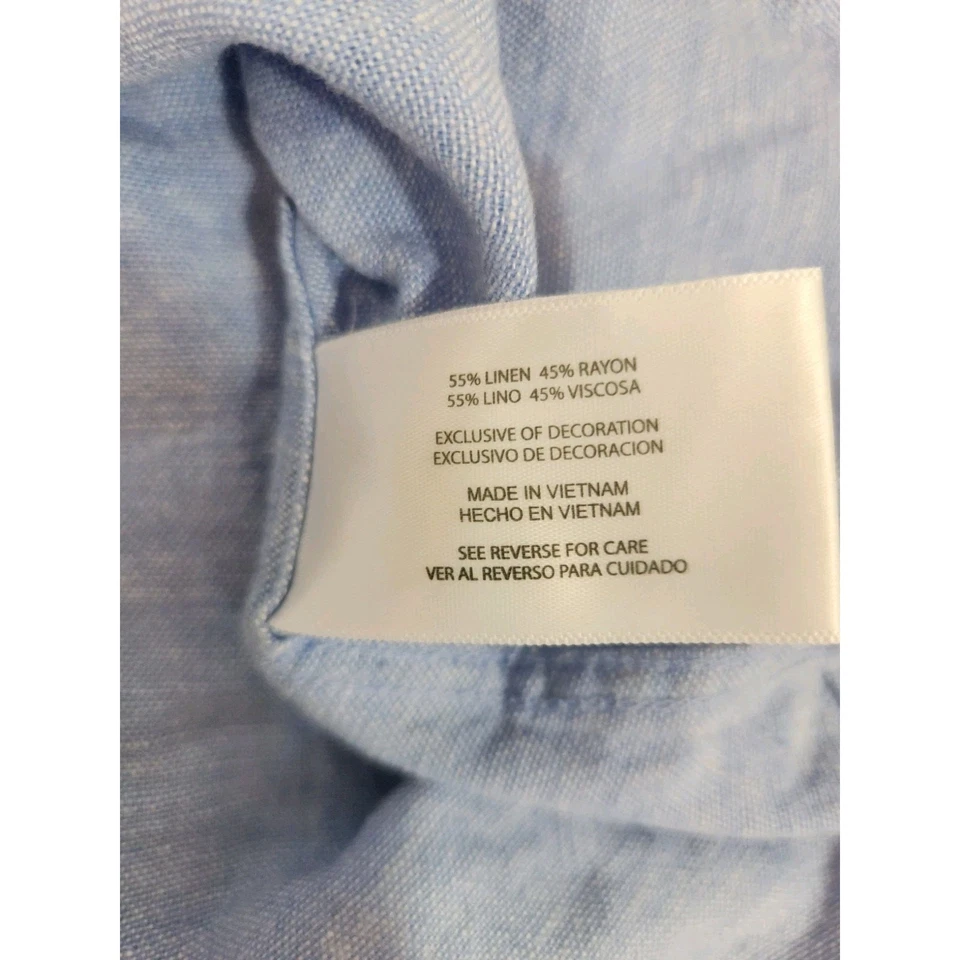 55% LINEN 45% RAYON
55% LINO 45% VISCOSA
EXCLUSIVE OF DECORATION
EXCLUSIVO DE DECORACION
MADE IN VIETNAM
HECHO EN VIETNAM
SEE REVERSE FOR CARE
VER AL REVERSO PARA CUIDADO